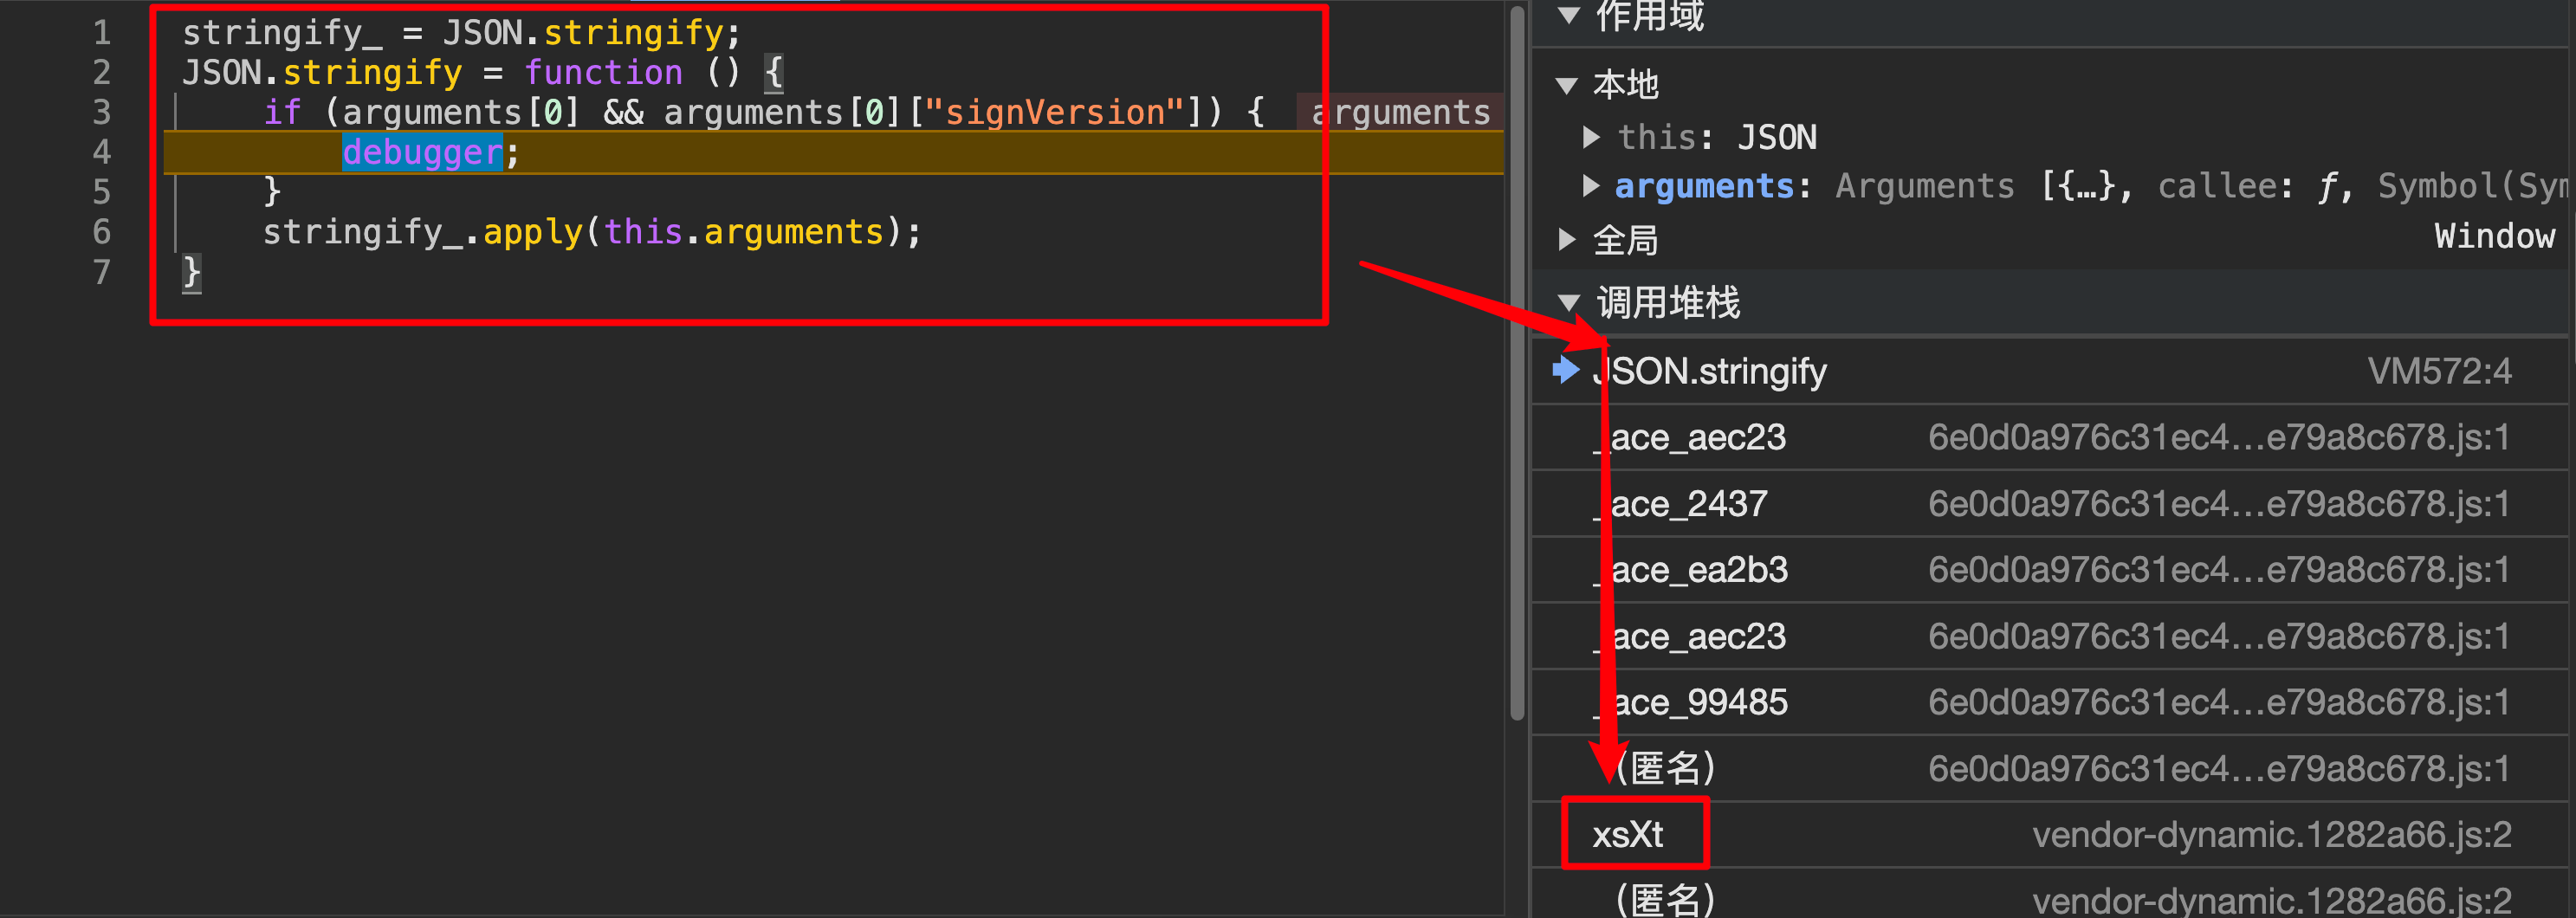 1 stringify_ = JSON.stringify;
2 JSON.stringify = function () {
3 if (arguments[0] && arguments[0]["signVersion"]) { arguments
4 debugger;
5 }
6 stringify_.apply(this.arguments);
7 }
作用域
本地
this: JSON
arguments: Arguments [{…}, callee: ƒ, Symbol(Sym
全局 Window
调用堆栈
JSON.stringify VM572:4
_ace_aec23 6e0d0a976c31ec4…e79a8c678.js:1
_ace_2437 6e0d0a976c31ec4…e79a8c678.js:1
_ace_ea2b3 6e0d0a976c31ec4…e79a8c678.js:1
_ace_aec23 6e0d0a976c31ec4…e79a8c678.js:1
_ace_99485 6e0d0a976c31ec4…e79a8c678.js:1
(匿名) 6e0d0a976c31ec4…e79a8c678.js:1
xsXt vendor-dynamic.1282a66.js:2
(匿名) vendor-dynamic.1282a66.js:2